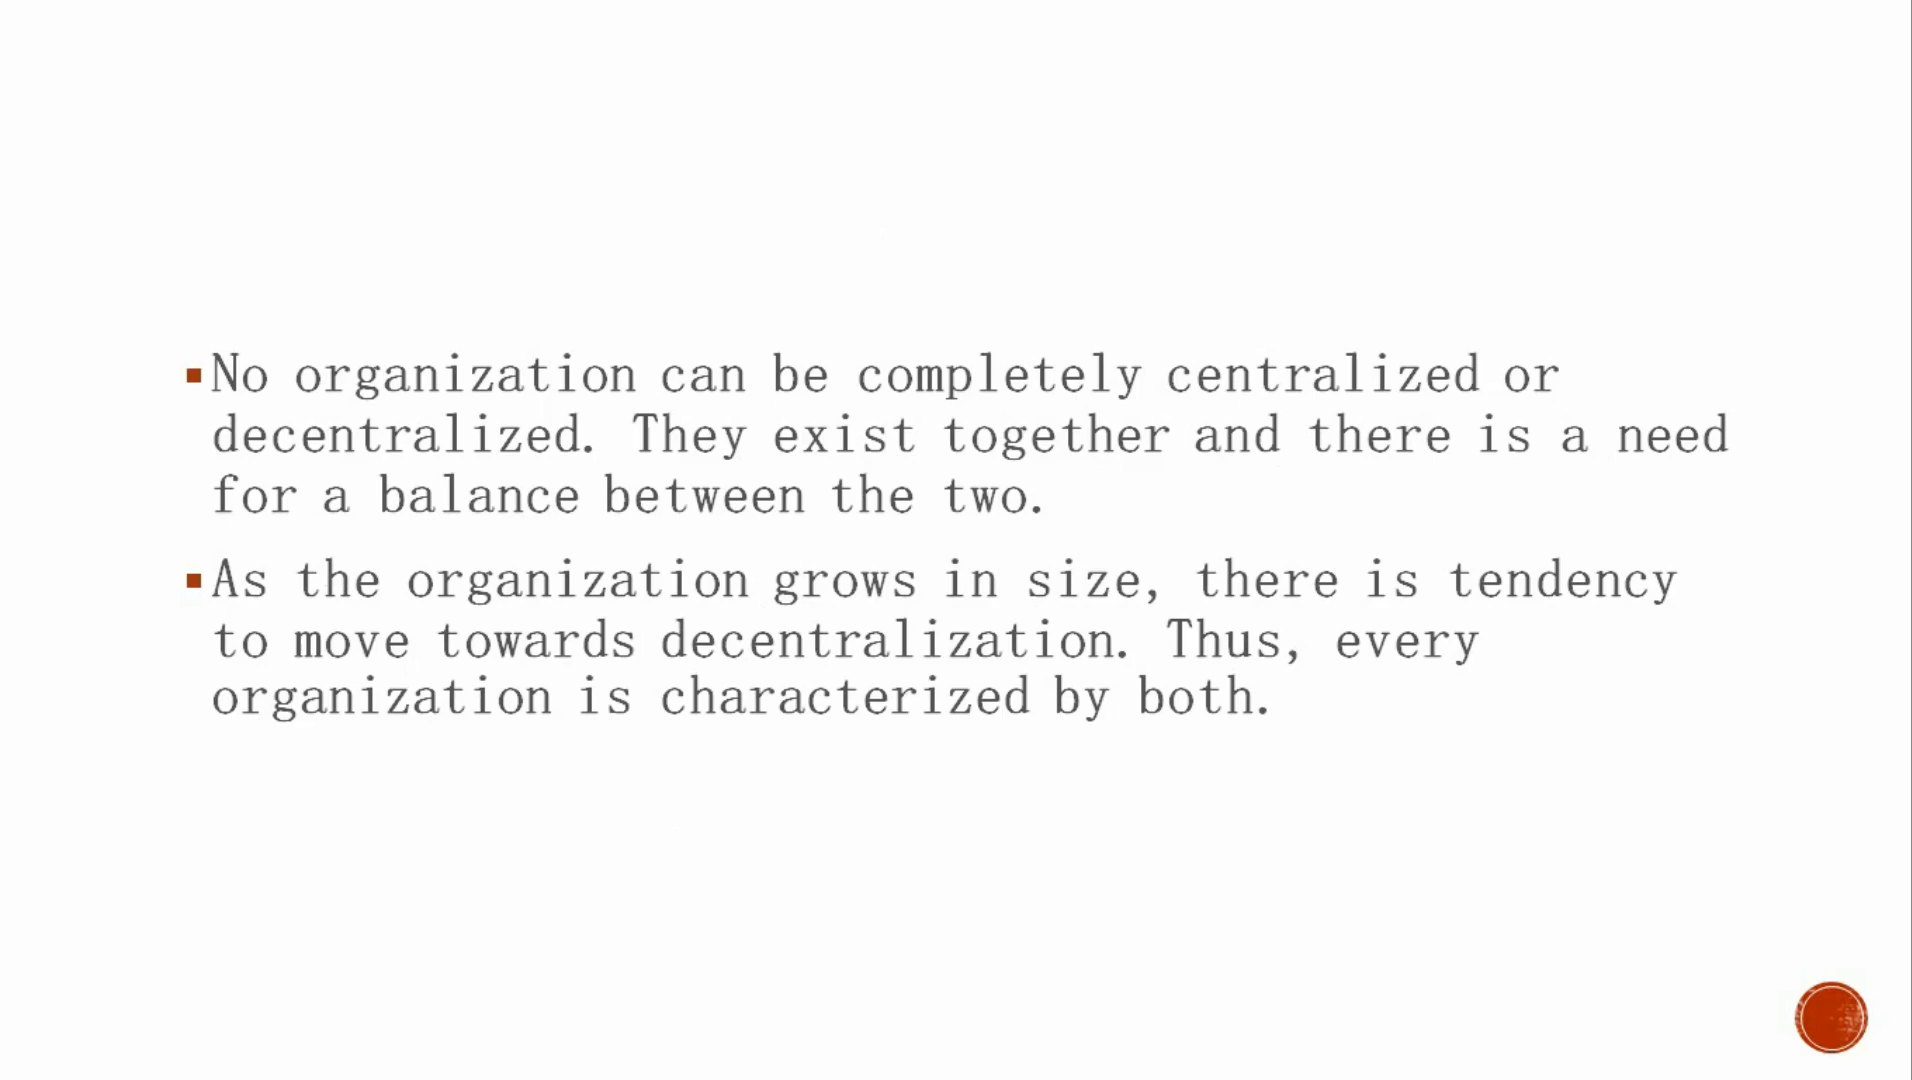 ▪No organization can be completely centralized or
decentralized. They exist together and there is a need
for a balance between the two.
▪As the organization grows in size, there is tendency
to move towards decentralization. Thus, every
organization is characterized by both.